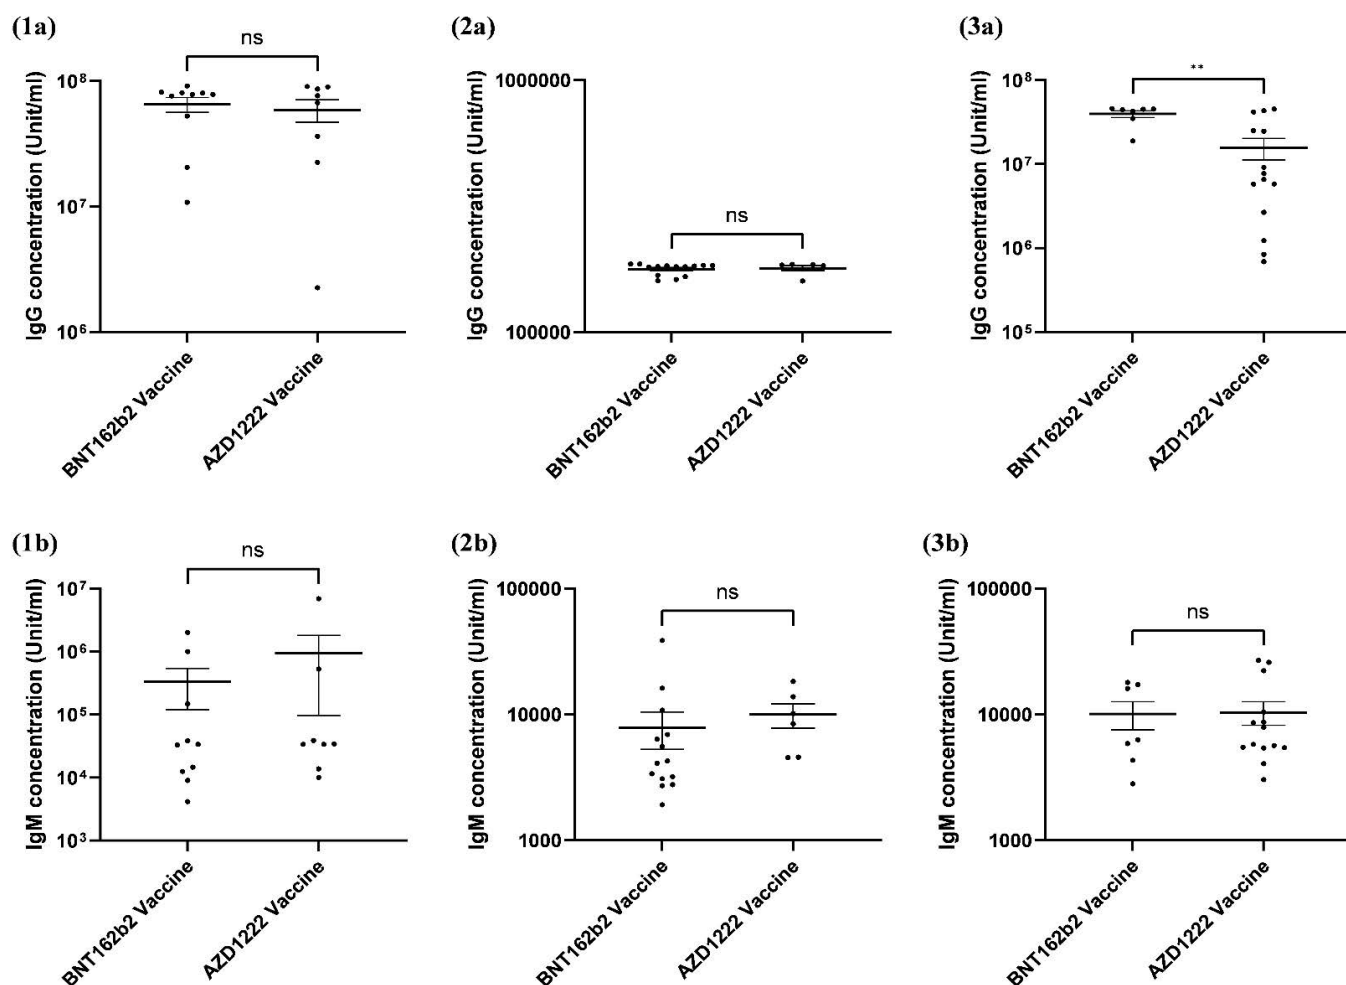 (1a)
ns
IgG concentration (Unit/ml)
10⁸
10⁷
10⁶
BNT162b2 Vaccine
AZD1222 Vaccine
(2a)
ns
IgG concentration (Unit/ml)
1000000
100000
BNT162b2 Vaccine
AZD1222 Vaccine
(3a)
**
IgG concentration (Unit/ml)
10⁸
10⁷
10⁶
10⁵
BNT162b2 Vaccine
AZD1222 Vaccine
(1b)
ns
IgM concentration (Unit/ml)
10⁷
10⁶
10⁵
10⁴
10³
BNT162b2 Vaccine
AZD1222 Vaccine
(2b)
ns
IgM concentration (Unit/ml)
100000
10000
1000
BNT162b2 Vaccine
AZD1222 Vaccine
(3b)
ns
IgM concentration (Unit/ml)
100000
10000
1000
BNT162b2 Vaccine
AZD1222 Vaccine